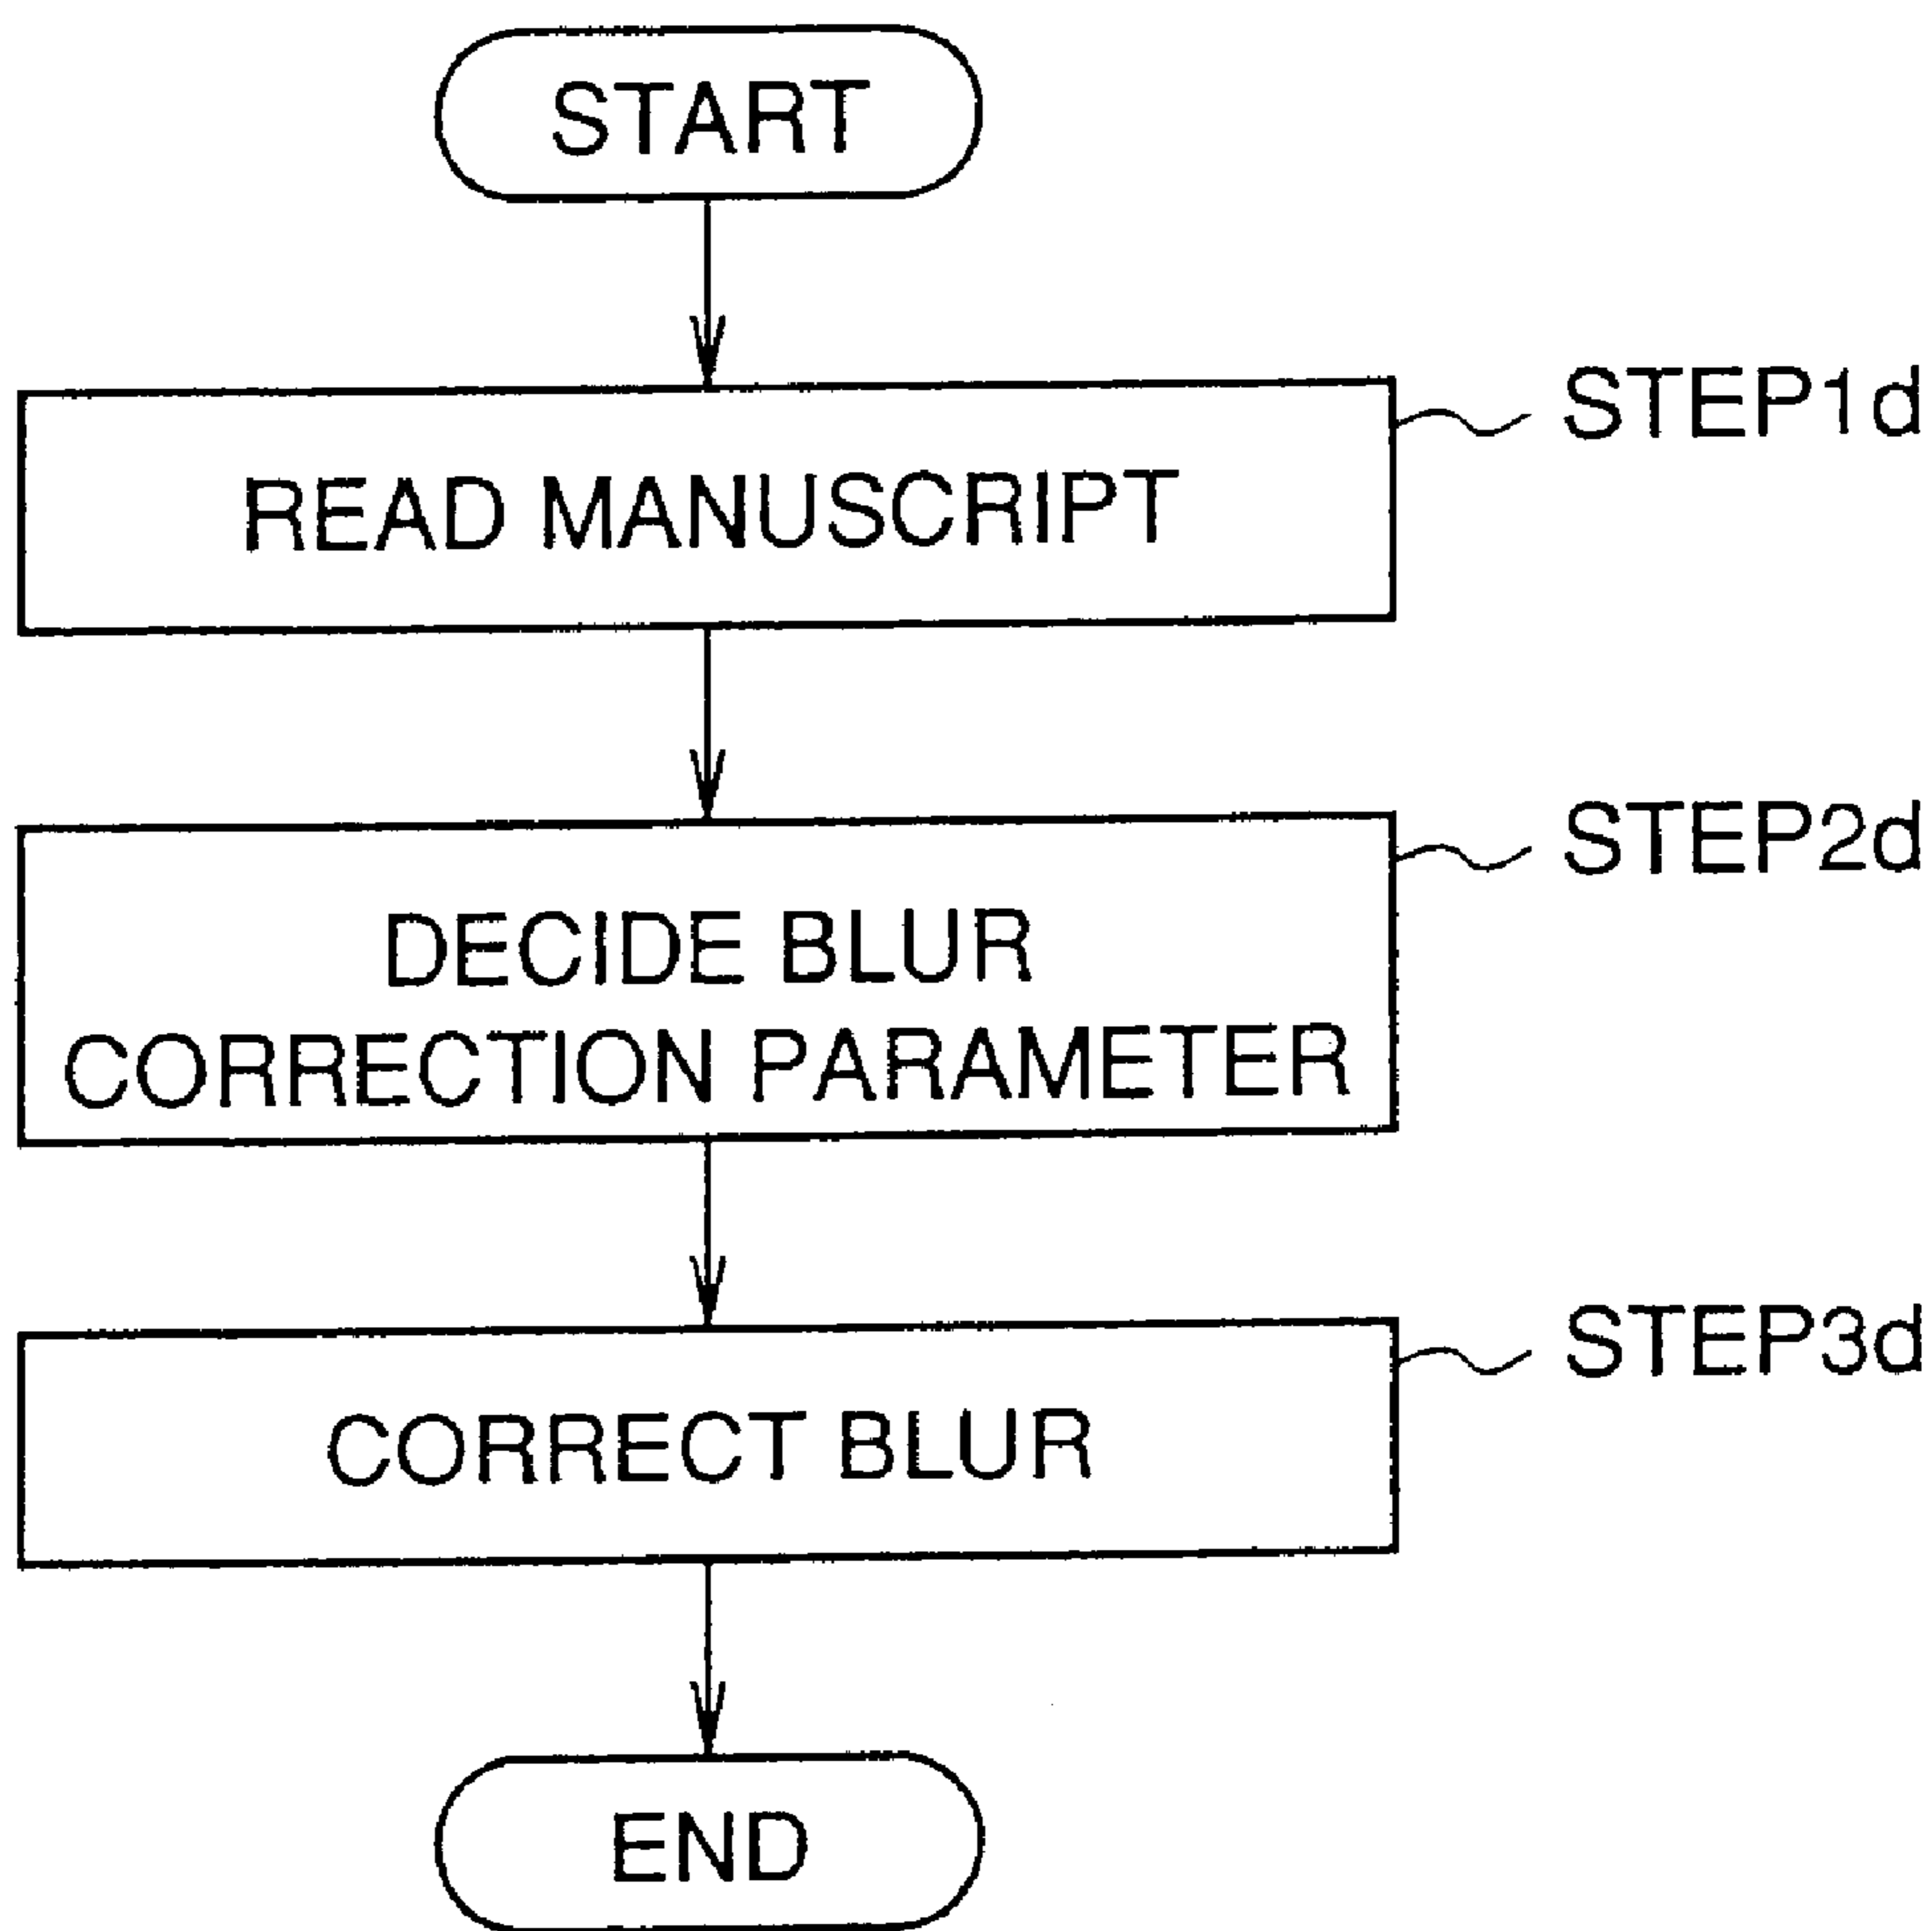 START
STEP1d
READ MANUSCRIPT
STEP2d
DECIDE BLUR
CORRECTION PARAMETER
STEP3d
CORRECT BLUR
END